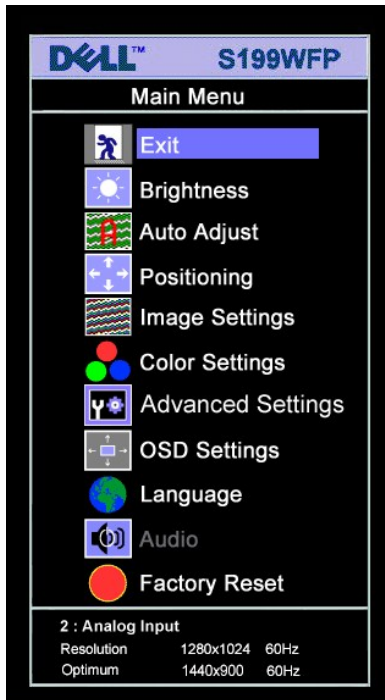 DELL™ S199WFP
Main Menu
Exit
Brightness
Auto Adjust
Positioning
Image Settings
Color Settings
Advanced Settings
OSD Settings
Language
Audio
Factory Reset
2 : Analog Input
Resolution 1280x1024 60Hz
Optimum 1440x900 60Hz